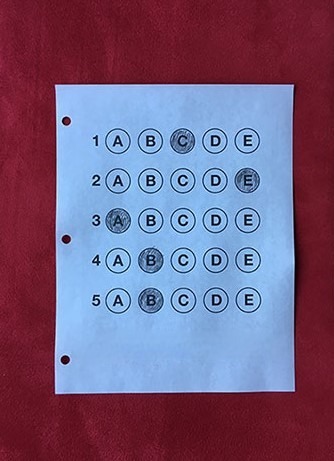 1 A B C D E
2 A B C D E
3 A B C D E
4 A B C D E
5 A B C D E